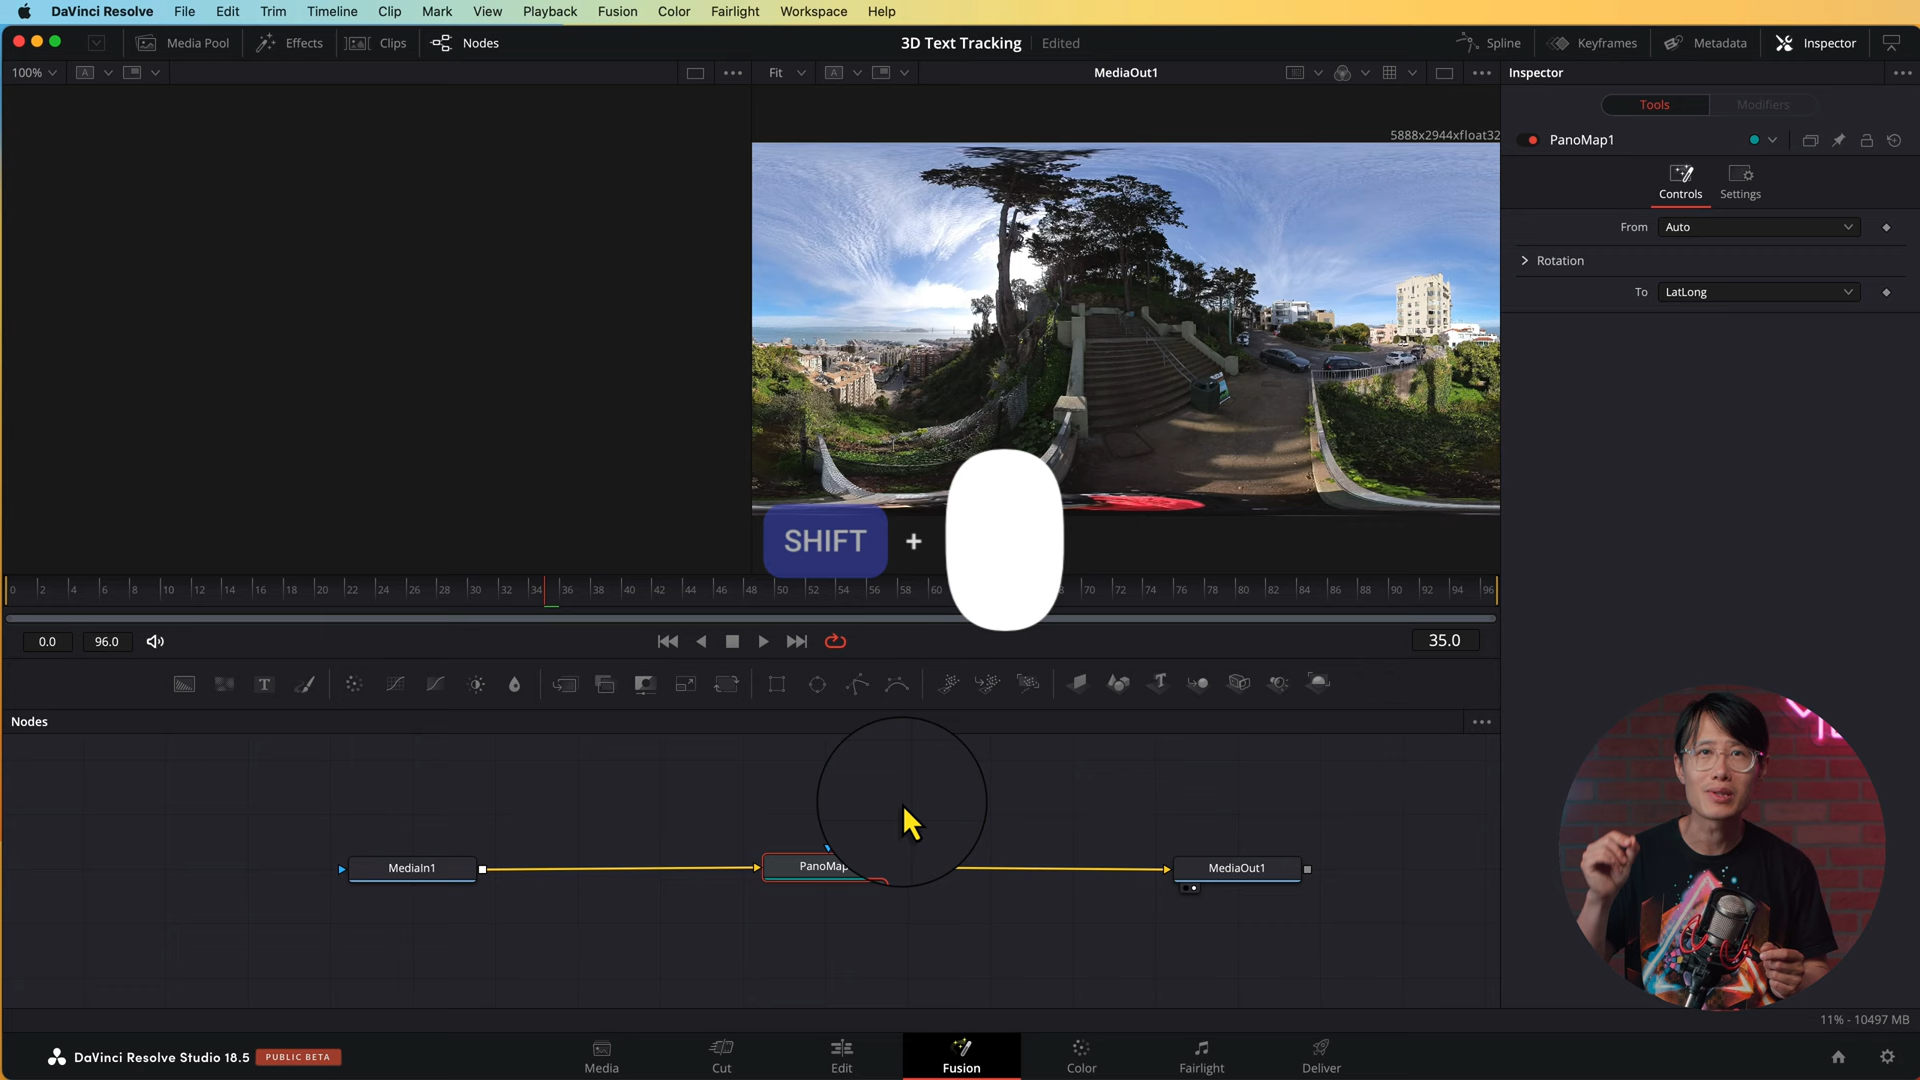 DaVinci Resolve File Edit Trim Timeline Clip Mark View Playback Fusion Color Fairlight Workspace Help
Media Pool Effects Clips Nodes 3D Text Tracking Edited Spline Keyframes Metadata Inspector
100% A Fit A MediaOut1 Inspector
Tools Modifiers
5888x2944xfloat32
PanoMap1
Controls Settings
From Auto
Rotation
To LatLong
SHIFT +
0 2 4 6 8 10 12 14 16 18 20 22 24 26 28 30 32 34 36 38 40 42 44 46 48 50 52 54 56 58 60 70 72 74 76 78 80 82 84 86 88 90 92 94 96
0.0 96.0 35.0
T
Nodes
MediaIn1 PanoMap MediaOut1
11% - 10497 MB
DaVinci Resolve Studio 18.5 PUBLIC BETA
Media Cut Edit Fusion Color Fairlight Deliver